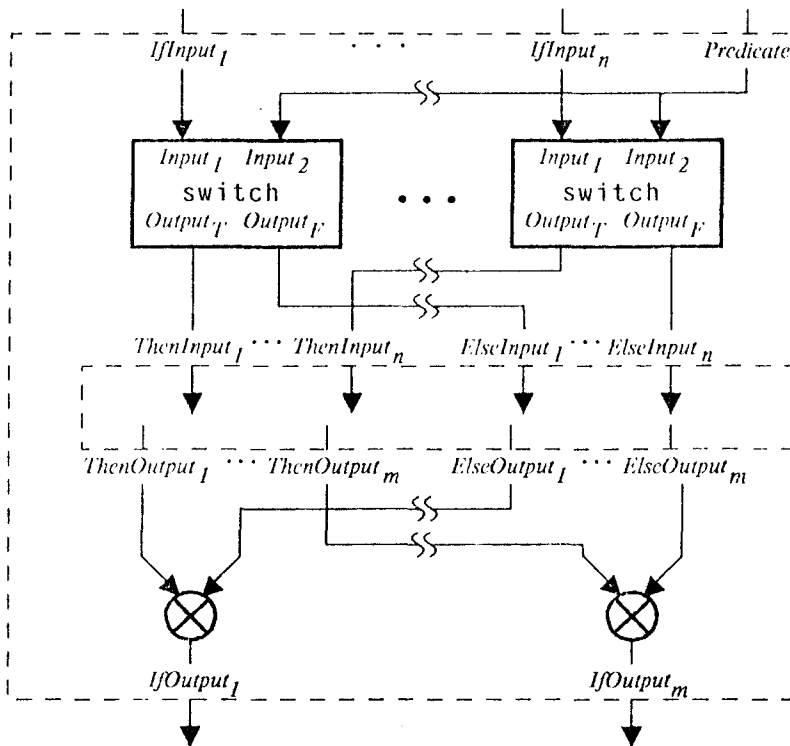 IfInput1 · · · IfInputn Predicate
Input1 Input2 Input1 Input2
switch • • • switch
OutputT OutputF OutputT OutputF
ThenInput1 · · · ThenInputn ElseInput1 · · · ElseInputn
ThenOutput1 · · · ThenOutputm ElseOutput1 · · · ElseOutputm
IfOutput1 IfOutputm